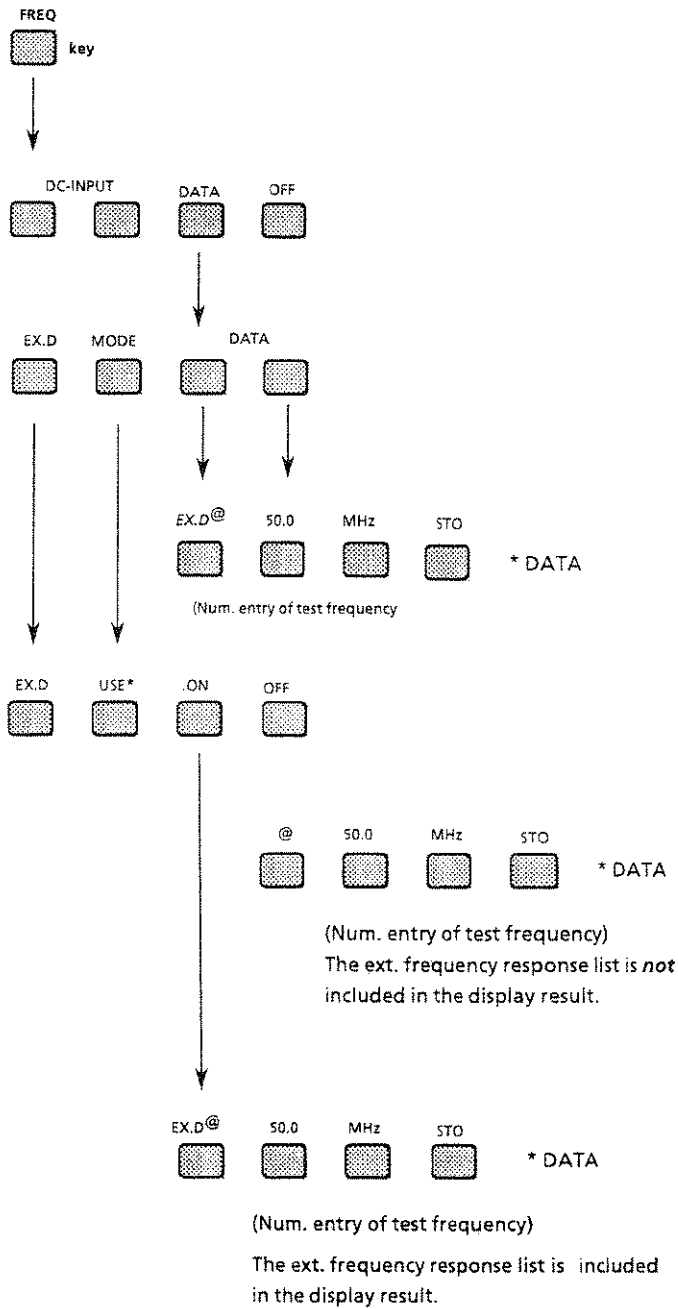 FREQ
key
DC-INPUT DATA OFF
EX.D MODE DATA
EX.D@ 50.0 MHz STO
* DATA
(Num. entry of test frequency
EX.D USE* .ON OFF
@ 50.0 MHz STO
* DATA
(Num. entry of test frequency)
The ext. frequency response list is not
included in the display result.
EX.D@ 50.0 MHz STO
* DATA
(Num. entry of test frequency)
The ext. frequency response list is included
in the display result.